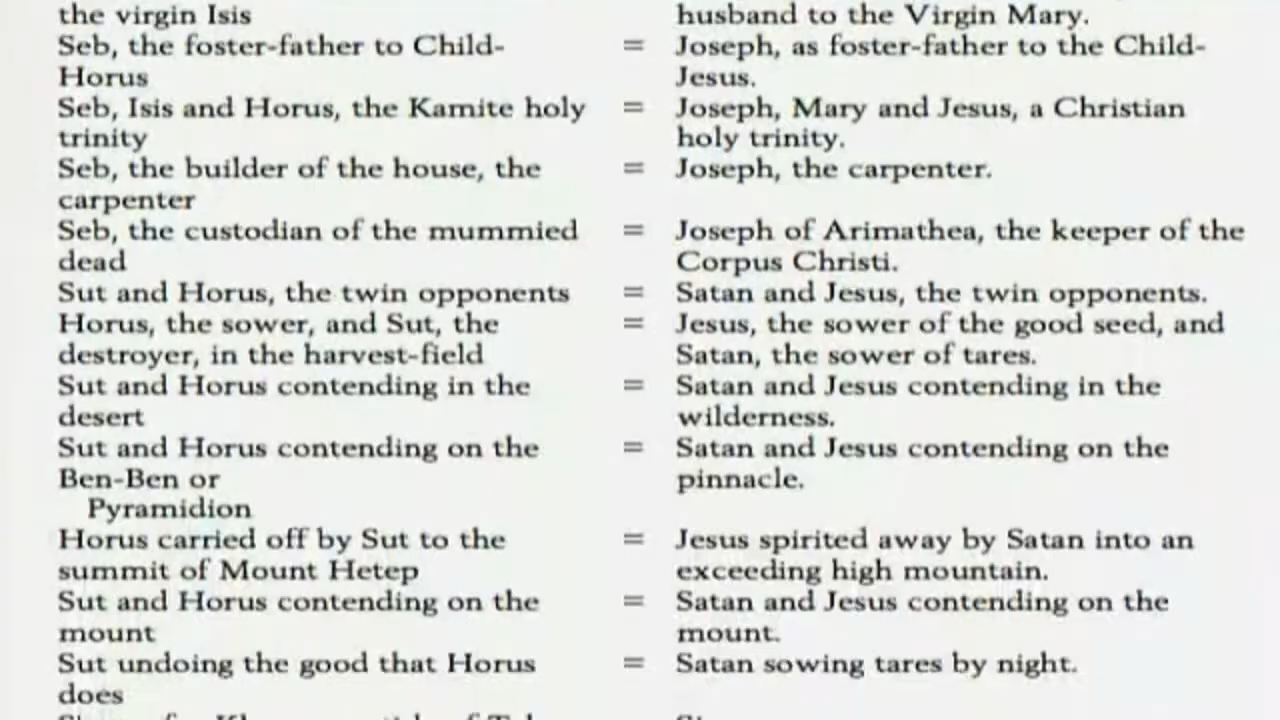 the virgin Isis husband to the Virgin Mary.
Seb, the foster-father to Child- = Joseph, as foster-father to the Child-
Horus Jesus.
Seb, Isis and Horus, the Kamite holy = Joseph, Mary and Jesus, a Christian
trinity holy trinity.
Seb, the builder of the house, the = Joseph, the carpenter.
carpenter
Seb, the custodian of the mummied = Joseph of Arimathea, the keeper of the
dead Corpus Christi.
Sut and Horus, the twin opponents = Satan and Jesus, the twin opponents.
Horus, the sower, and Sut, the = Jesus, the sower of the good seed, and
destroyer, in the harvest-field Satan, the sower of tares.
Sut and Horus contending in the = Satan and Jesus contending in the
desert wilderness.
Sut and Horus contending on the = Satan and Jesus contending on the
Ben-Ben or pinnacle.
Pyramidion
Horus carried off by Sut to the = Jesus spirited away by Satan into an
summit of Mount Hetep exceeding high mountain.
Sut and Horus contending on the = Satan and Jesus contending on the
mount mount.
Sut undoing the good that Horus = Satan sowing tares by night.
does